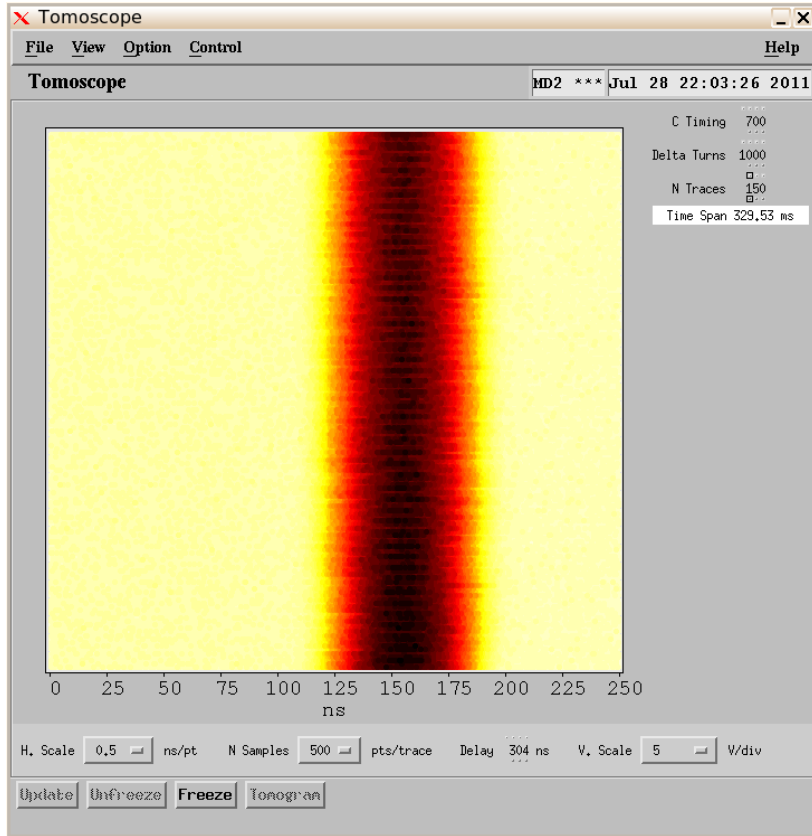 Tomoscope
File View Option Control Help
Tomoscope MD2 *** Jul 28 22:03:26 2011
C Timing 700
Delta Turns 1000
N Traces 150
Time Span 329.53 ms
0 25 50 75 100 125 150 175 200 225 250
ns
H. Scale 0.5 ns/pt N Samples 500 pts/trace Delay 304 ns V. Scale 5 V/div
Update Unfreeze Freeze Tomogram